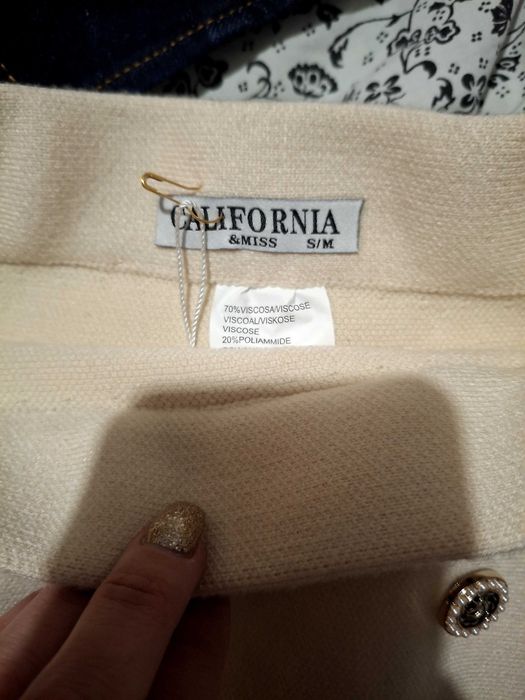 CALIFORNIA
&MISS S/M
70%VISCOSA/VISCOSE
VISCOAL/VISKOSE
VISCOSE
20%POLIAMMIDE